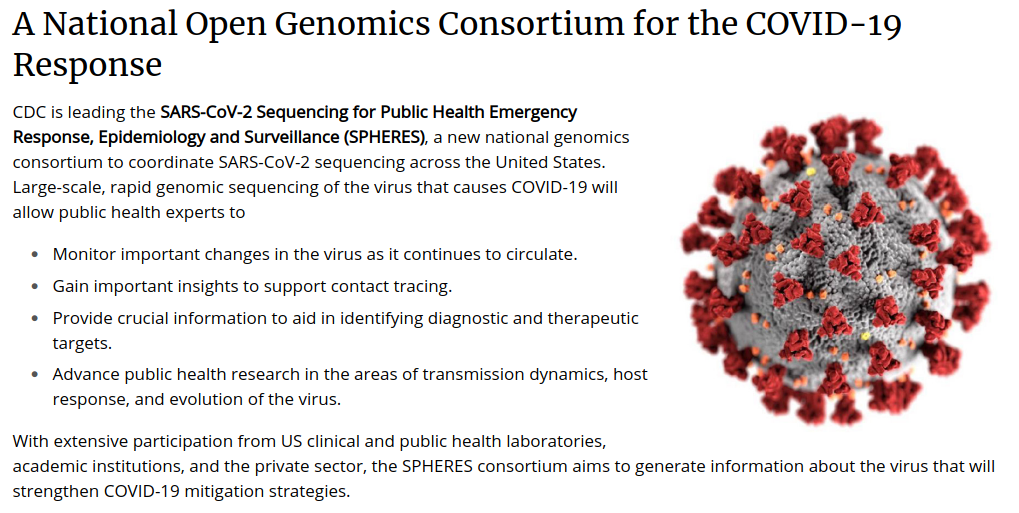 A National Open Genomics Consortium for the COVID-19
Response
CDC is leading the SARS-CoV-2 Sequencing for Public Health Emergency
Response, Epidemiology and Surveillance (SPHERES), a new national genomics
consortium to coordinate SARS-CoV-2 sequencing across the United States.
Large-scale, rapid genomic sequencing of the virus that causes COVID-19 will
allow public health experts to
• Monitor important changes in the virus as it continues to circulate.
• Gain important insights to support contact tracing.
• Provide crucial information to aid in identifying diagnostic and therapeutic
targets.
• Advance public health research in the areas of transmission dynamics, host
response, and evolution of the virus.
With extensive participation from US clinical and public health laboratories,
academic institutions, and the private sector, the SPHERES consortium aims to generate information about the virus that will
strengthen COVID-19 mitigation strategies.